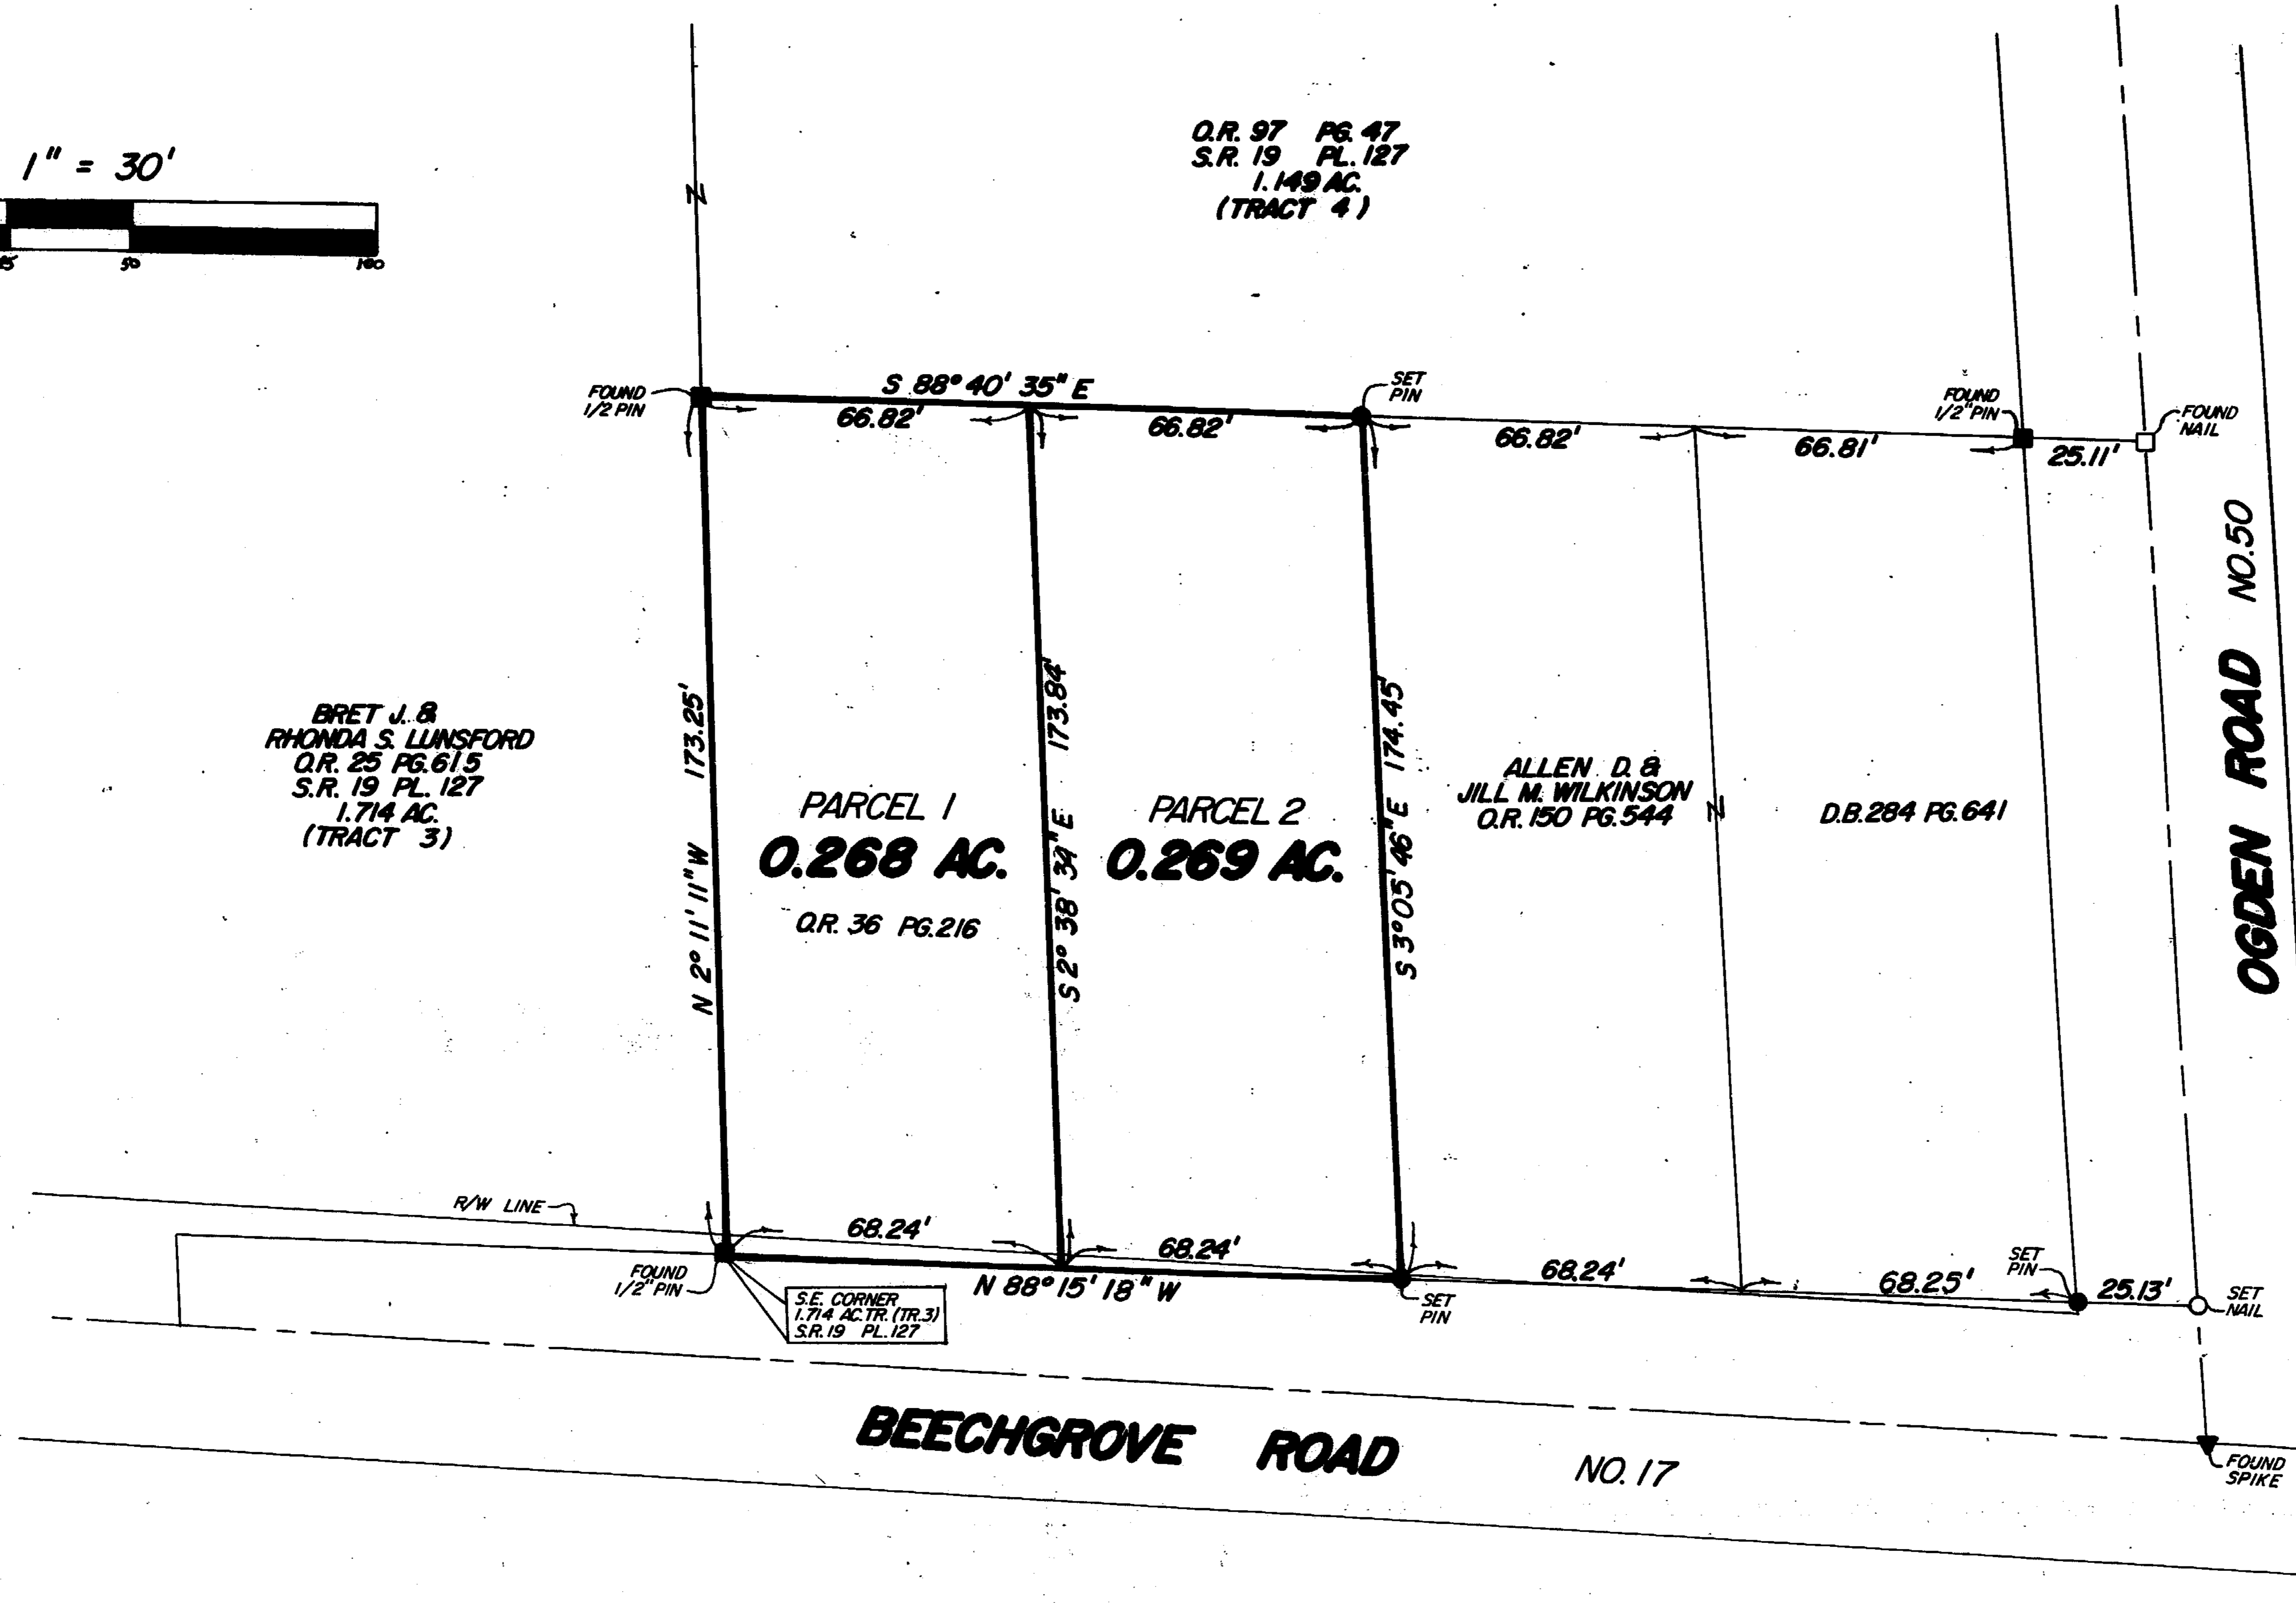 1" = 30'
50
100
O.R. 97 PG. 47
S.R. 19 PL. 127
1.149 AC.
(TRACT 4)
FOUND
1/2 PIN
S 88° 40' 35" E
66.82'
66.82'
SET
PIN
66.82'
66.81'
FOUND
1/2" PIN
25.11'
FOUND
NAIL
BRET J. &
RHONDA S. LUNSFORD
O.R. 25 PG. 615
S.R. 19 PL. 127
1.714 AC.
(TRACT 3)
N 2° 11' 11" W 173.25'
PARCEL 1
0.268 AC.
O.R. 36 PG. 216
S 2° 38' 34" E 173.84'
PARCEL 2
0.269 AC.
S 3° 05' 46" E 174.45'
ALLEN D. &
JILL M. WILKINSON
O.R. 150 PG. 544
D.B. 284 PG. 641
OGDEN ROAD NO. 50
R/W LINE
68.24'
68.24'
68.24'
68.25'
25.13'
FOUND
1/2" PIN
N 88° 15' 18" W
S.E. CORNER
1.714 AC. TR. (TR. 3)
S.R. 19 PL. 127
SET
PIN
SET
PIN
SET
NAIL
BEECHGROVE ROAD NO. 17
FOUND
SPIKE